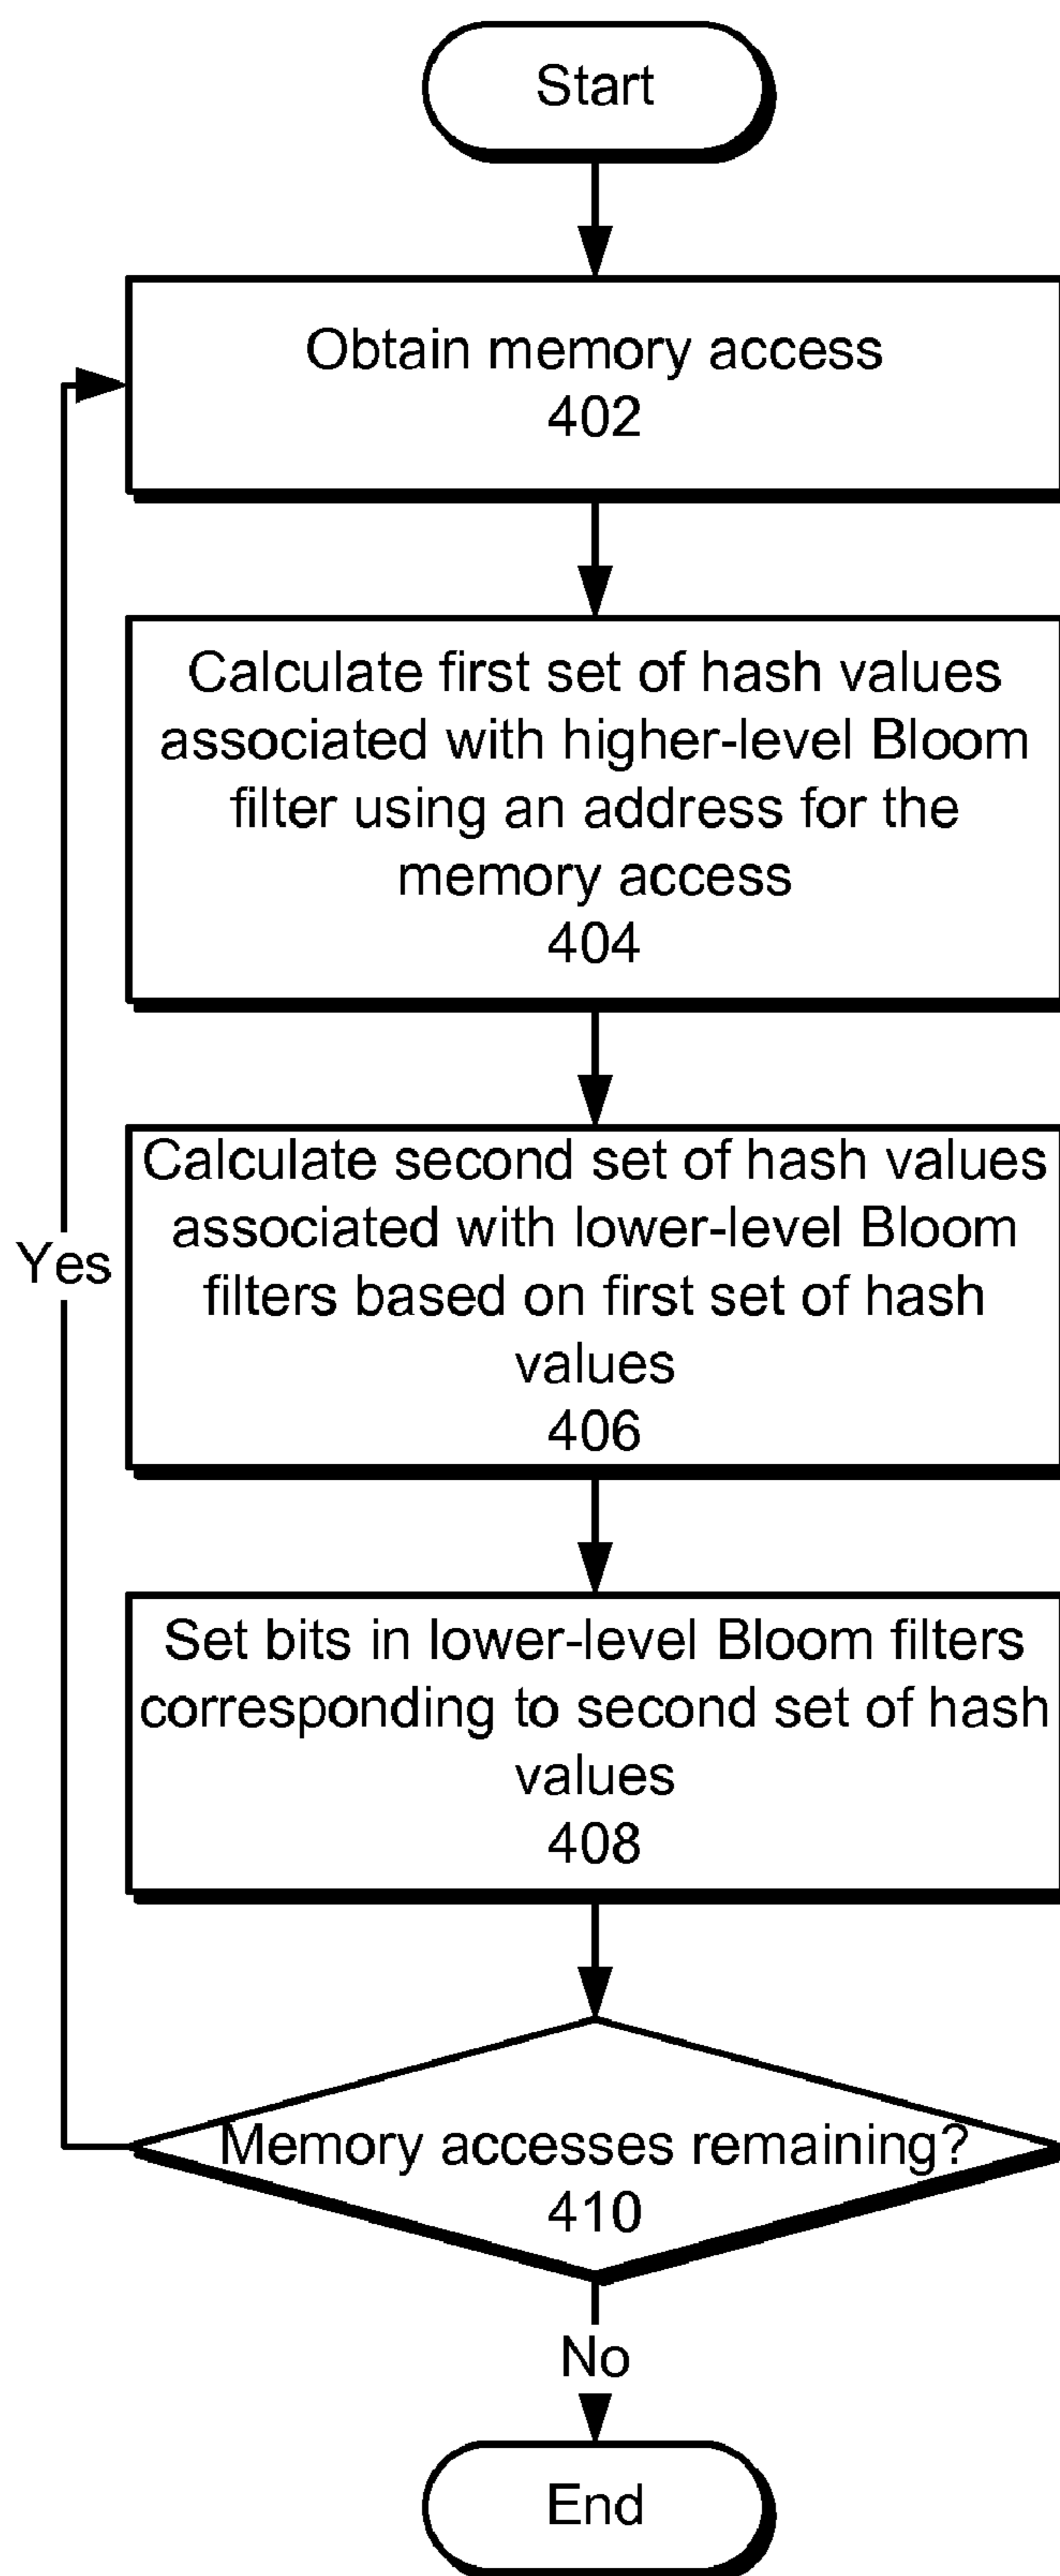 Start
Obtain memory access
402
Calculate first set of hash values
associated with higher-level Bloom
filter using an address for the
memory access
404
Calculate second set of hash values
associated with lower-level Bloom
filters based on first set of hash
values
406
Yes
Set bits in lower-level Bloom filters
corresponding to second set of hash
values
408
Memory accesses remaining?
410
No
End